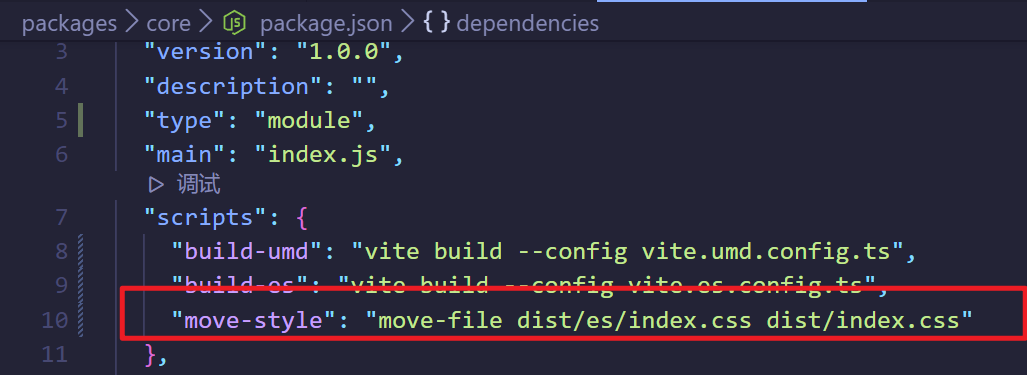 packages > core > package.json > { } dependencies
3 "version": "1.0.0",
4 "description": "",
5 "type": "module",
6 "main": "index.js",
调试
7 "scripts": {
8 "build-umd": "vite build --config vite.umd.config.ts",
9 "build-es": "vite build --config vite.es.config.ts",
10 "move-style": "move-file dist/es/index.css dist/index.css"
11 },